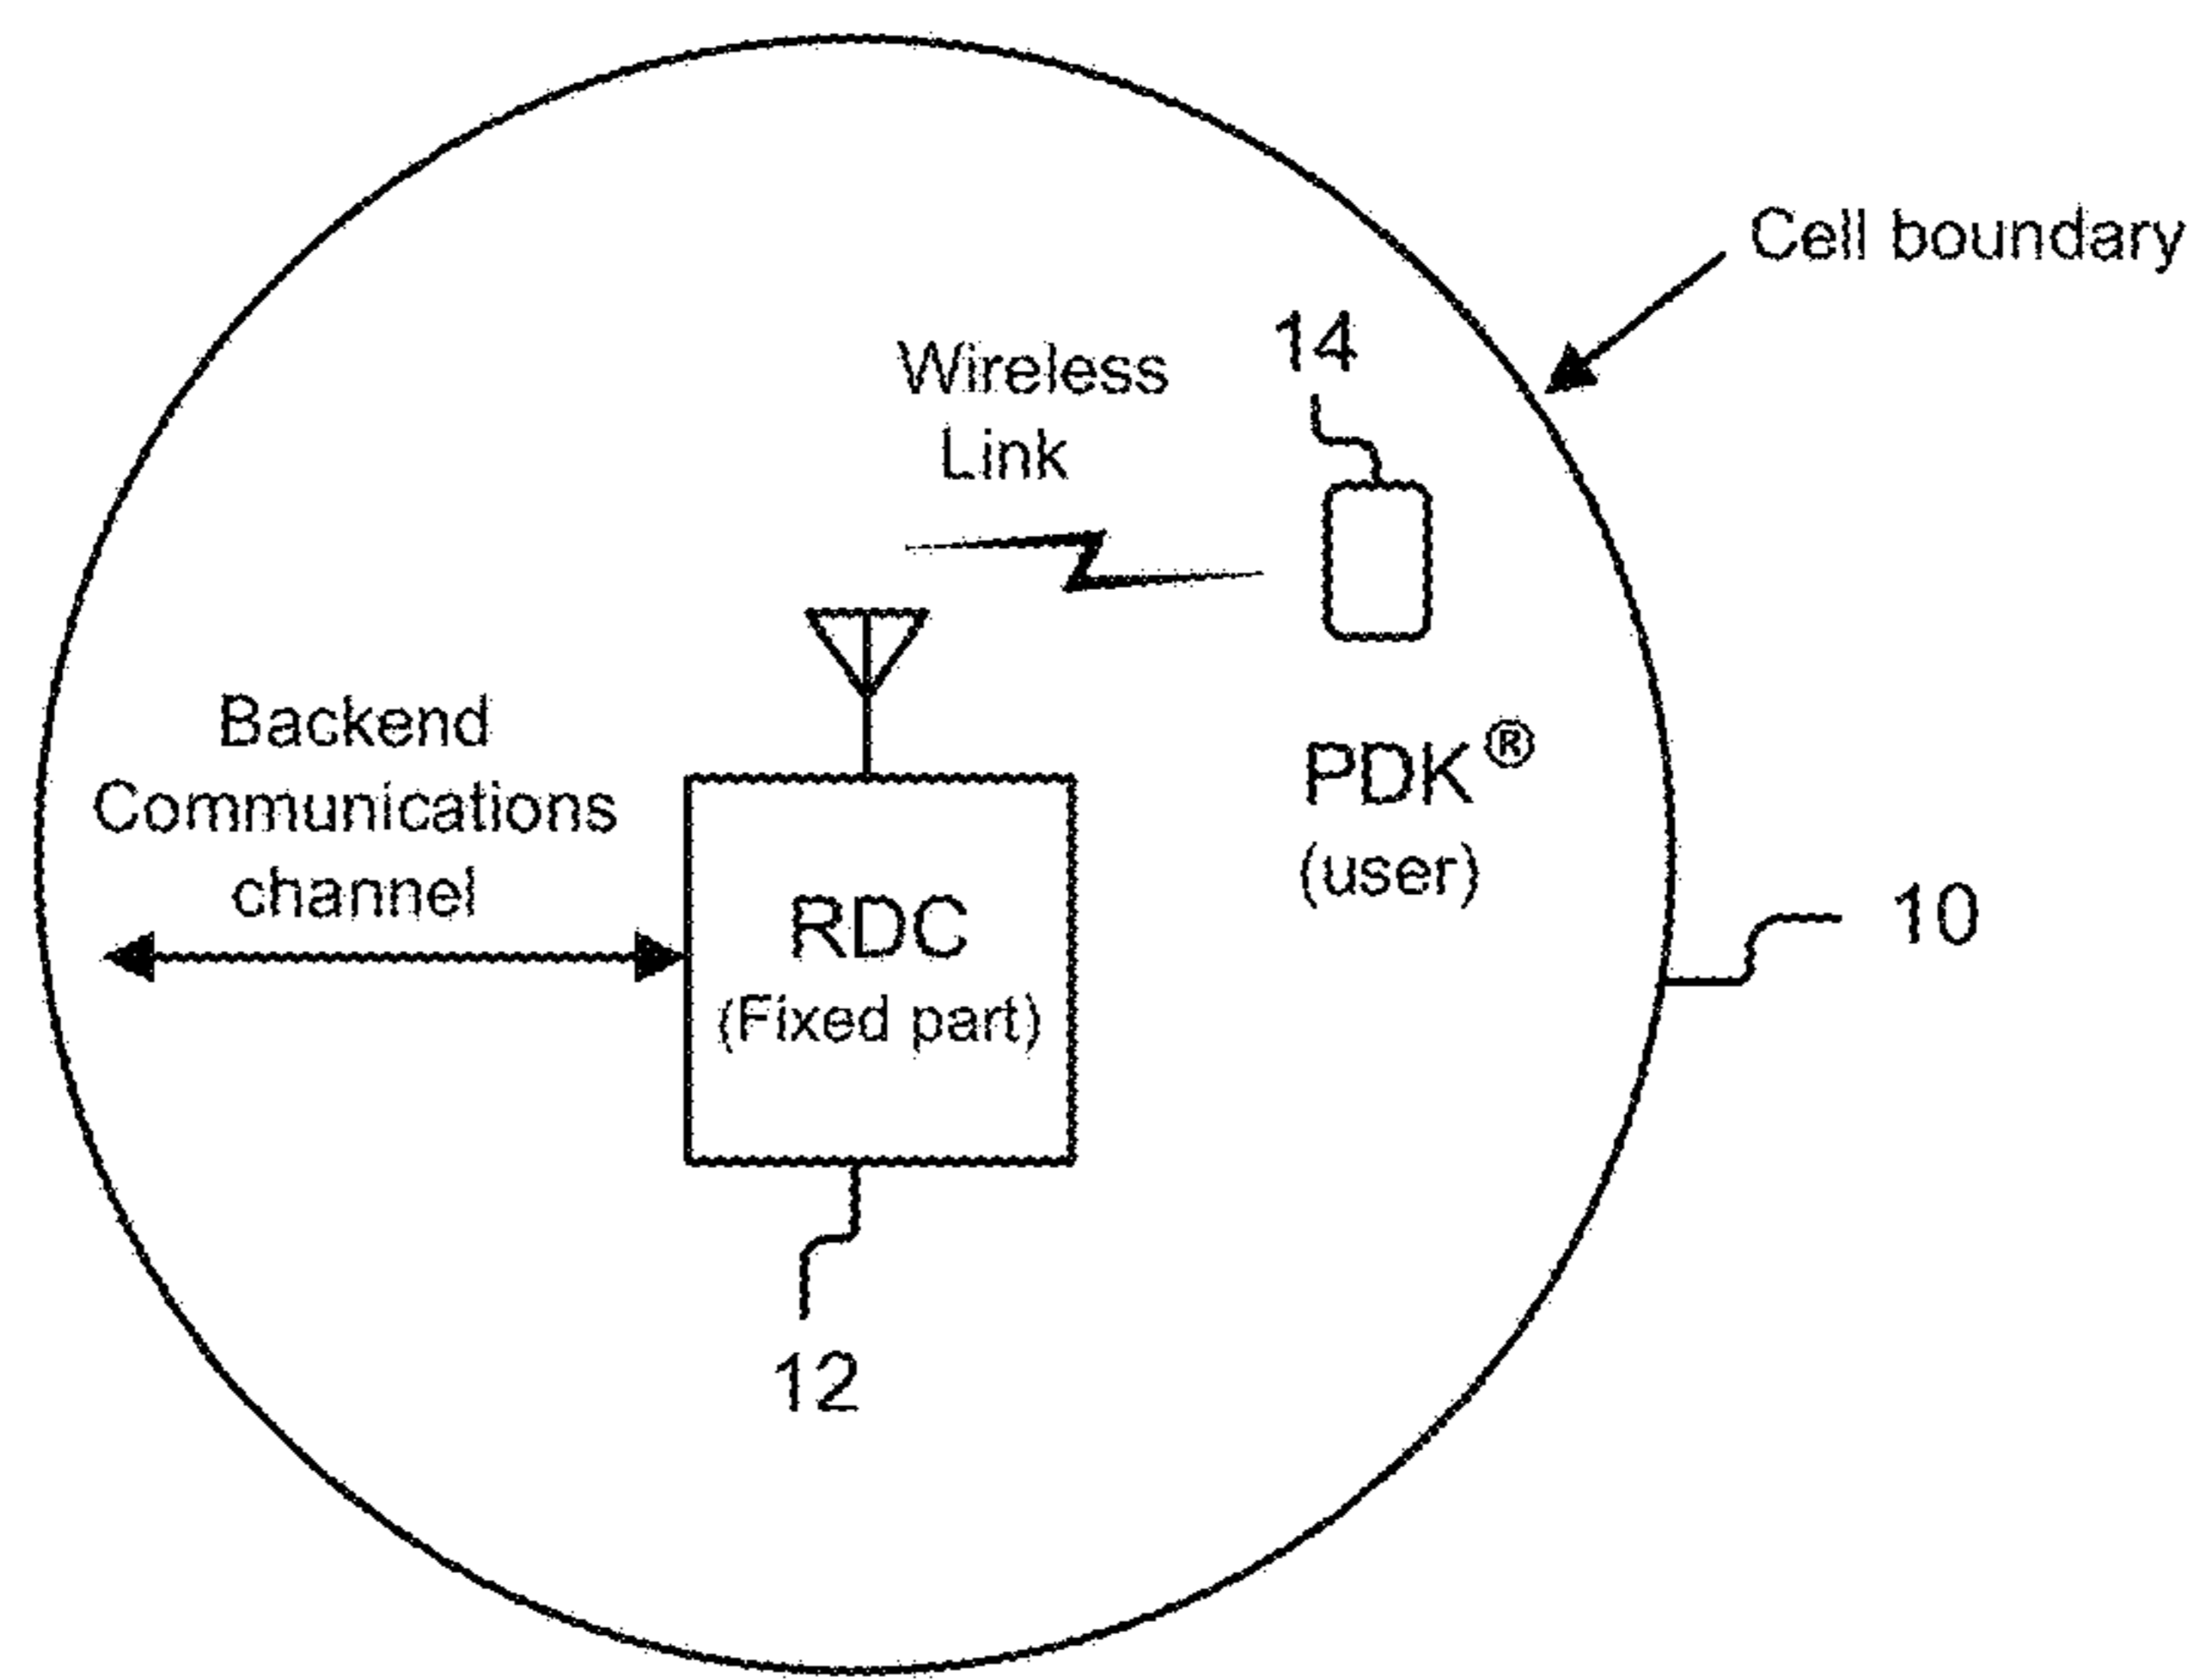 Cell boundary
14
Wireless
Link
Backend
Communications
channel
PDK®
(user)
10
RDC
(Fixed part)
12